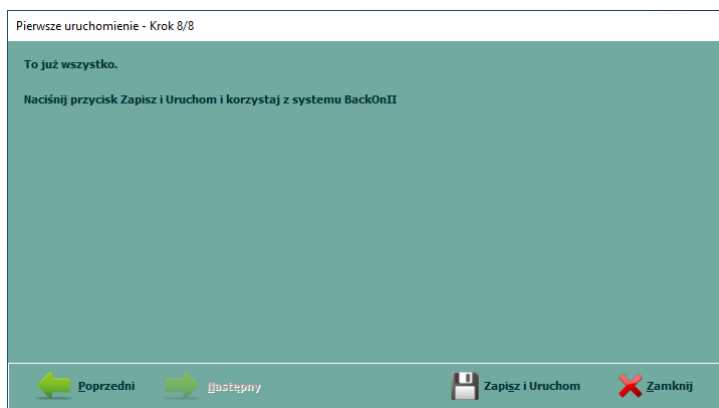 Pierwsze uruchomienie - Krok 8/8
To już wszystko.
Naciśnij przycisk Zapisz i Uruchom i korzystaj z systemu BackOnII
Poprzedni
Następny
Zapisz i Uruchom
Zamknij